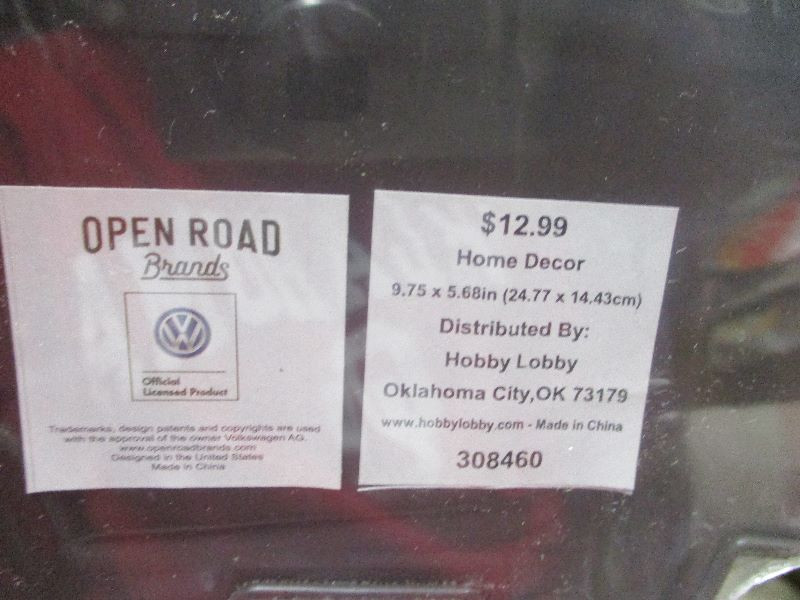 OPEN ROAD
Brands
Official
Licensed Product
Trademarks, design patents and copyrights are used
with the approval of the owner Volkswagen AG.
www.openroadbrands.com
Designed in the United States
Made in China
$12.99
Home Decor
9.75 x 5.68in (24.77 x 14.43cm)
Distributed By:
Hobby Lobby
Oklahoma City,OK 73179
www.hobbylobby.com - Made in China
308460